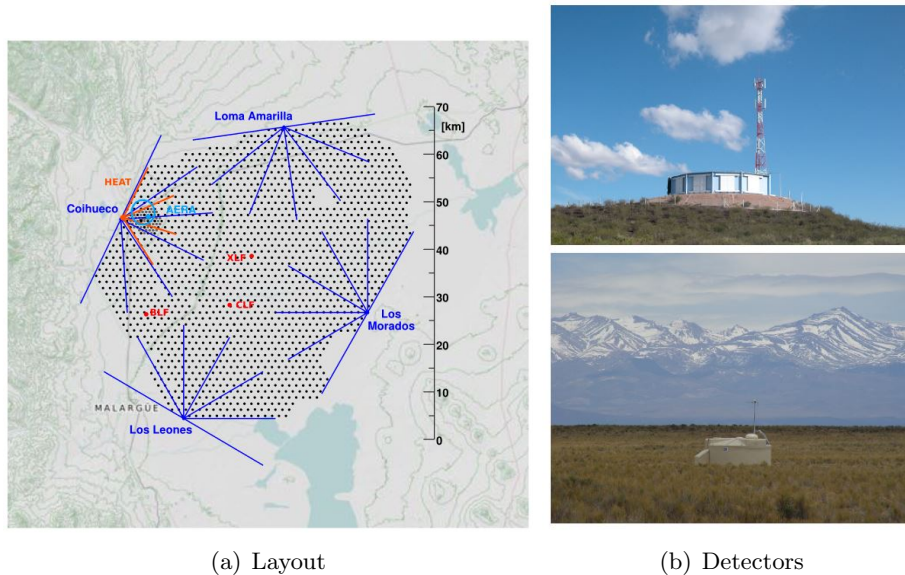 Loma Amarilla
70
[km]
60
HEAT
Coihueco
AERA
50
40
XLF
30
BLF
CLF
Los
Morados
20
10
MALARGUE
Los Leones
0
(a) Layout
(b) Detectors